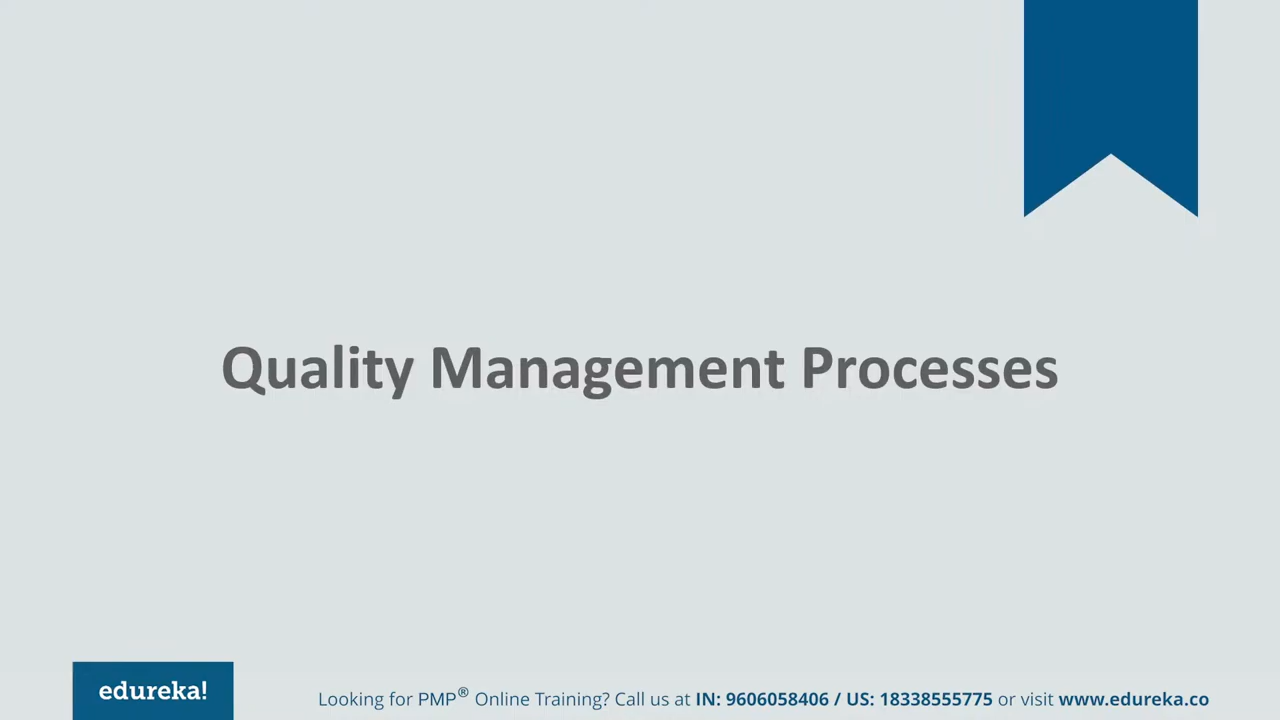 Quality Management Processes
edureka!
Looking for PMP® Online Training? Call us at IN: 9606058406 / US: 18338555775 or visit www.edureka.co